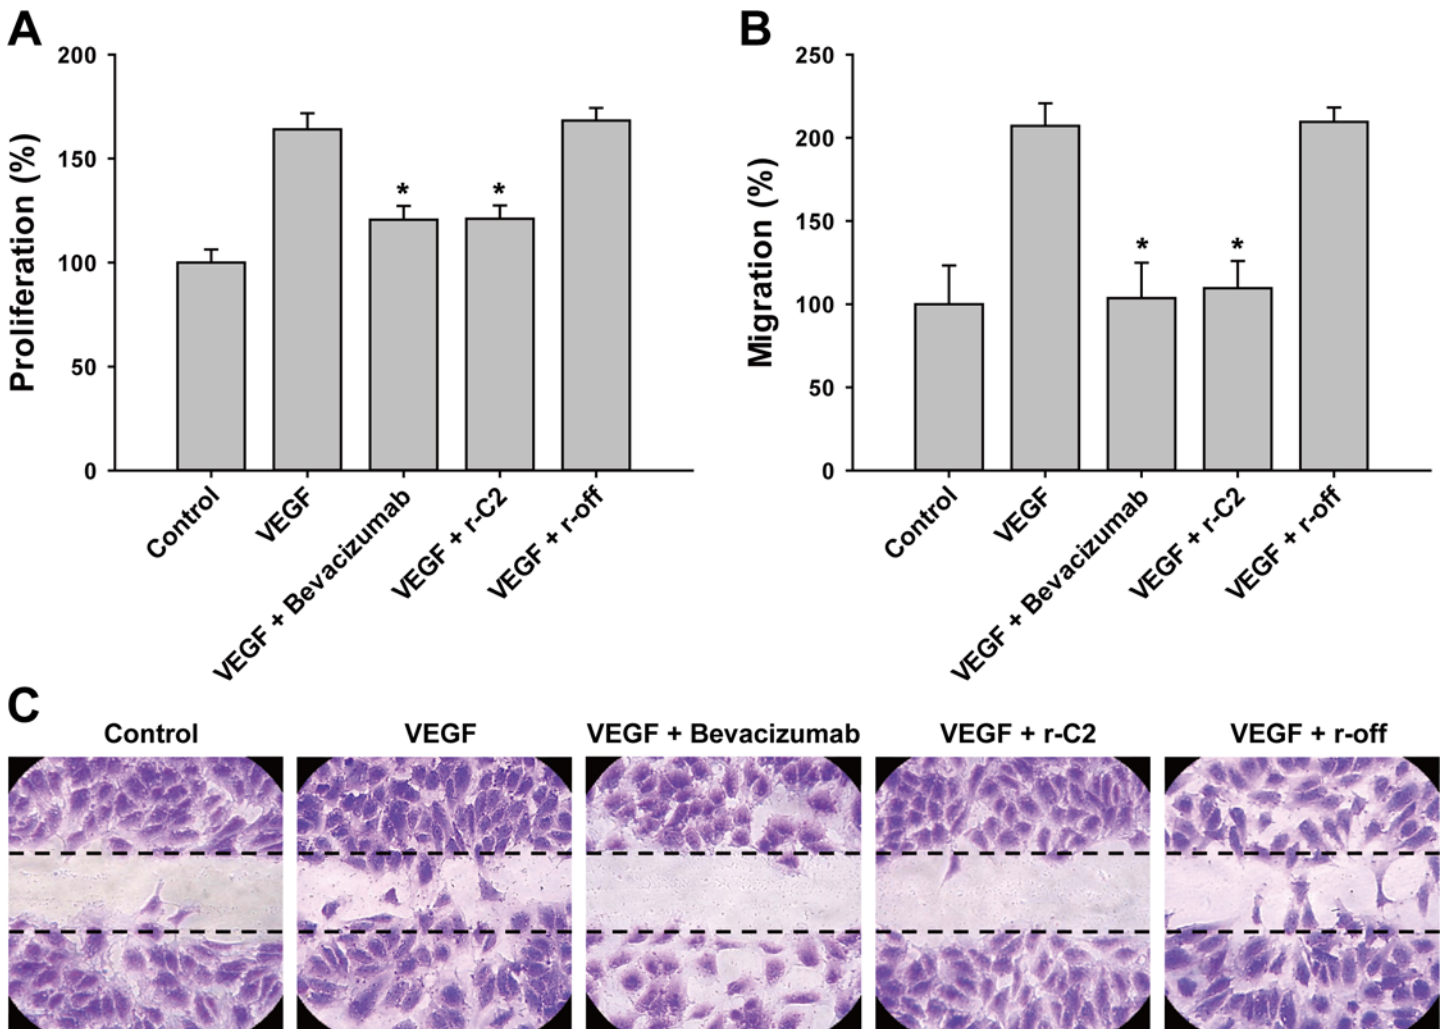 A
B
Proliferation (%)
200
150
100
50
0
Control
VEGF
VEGF + Bevacizumab
VEGF + r-C2
VEGF + r-off
*
*
Migration (%)
250
200
150
100
50
0
Control
VEGF
VEGF + Bevacizumab
VEGF + r-C2
VEGF + r-off
*
*
C
Control
VEGF
VEGF + Bevacizumab
VEGF + r-C2
VEGF + r-off